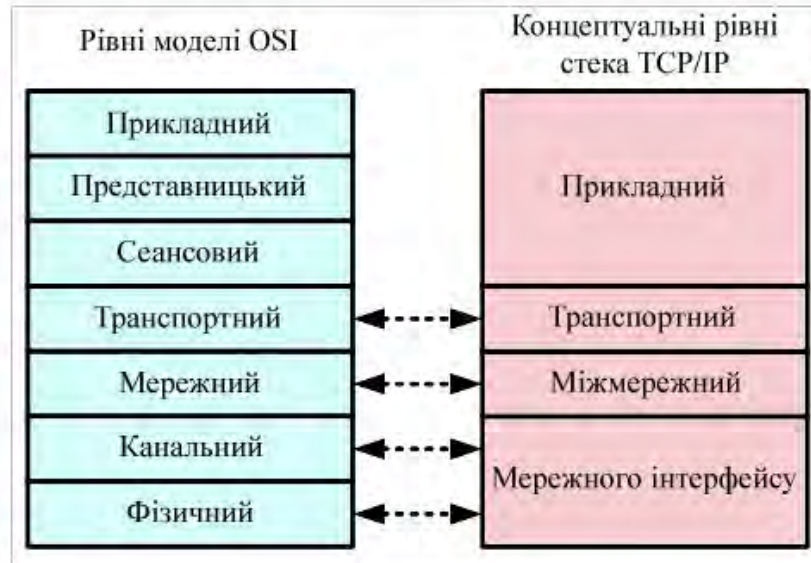 Рівні моделі OSI
Концептуальні рівні
стека TCP/IP
Прикладний
Представницький
Сеансовий
Транспортний
Мережний
Канальний
Фізичний
Прикладний
Транспортний
Міжмережний
Мережного інтерфейсу